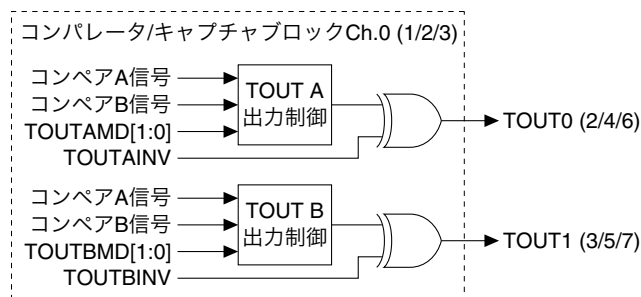 コンパレータ/キャプチャブロックCh.0 (1/2/3)
コンペアA信号
コンペアB信号
TOUTAMD[1:0]
TOUTAINV
TOUT A
出力制御
TOUT0 (2/4/6)
コンペアA信号
コンペアB信号
TOUTBMD[1:0]
TOUTBINV
TOUT B
出力制御
TOUT1 (3/5/7)